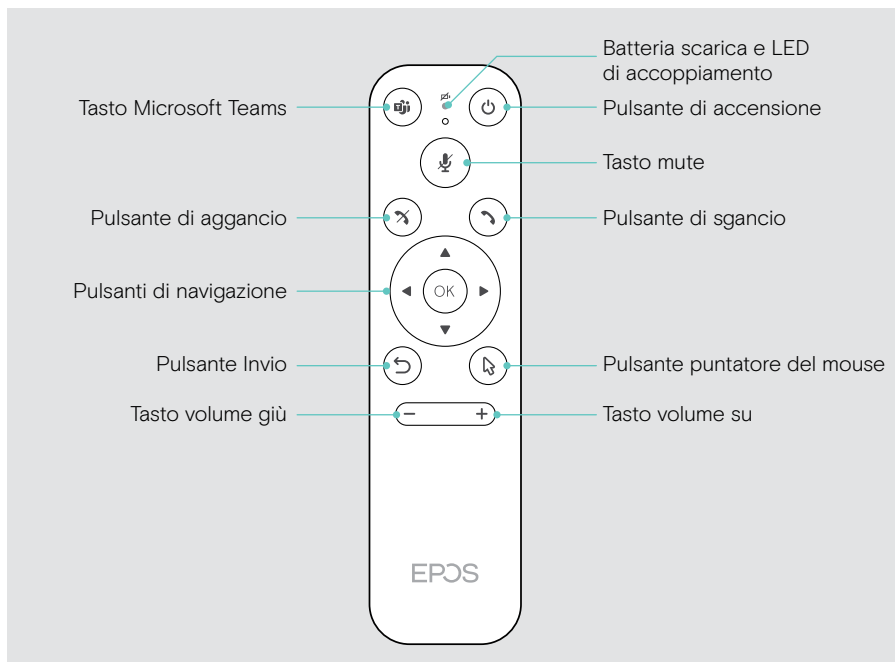 Batteria scarica e LED
di accoppiamento
Tasto Microsoft Teams
Pulsante di accensione
Tasto mute
Pulsante di aggancio
Pulsante di sgancio
Pulsanti di navigazione
OK
Pulsante Invio
Pulsante puntatore del mouse
Tasto volume giù
− +
Tasto volume su
EPOS